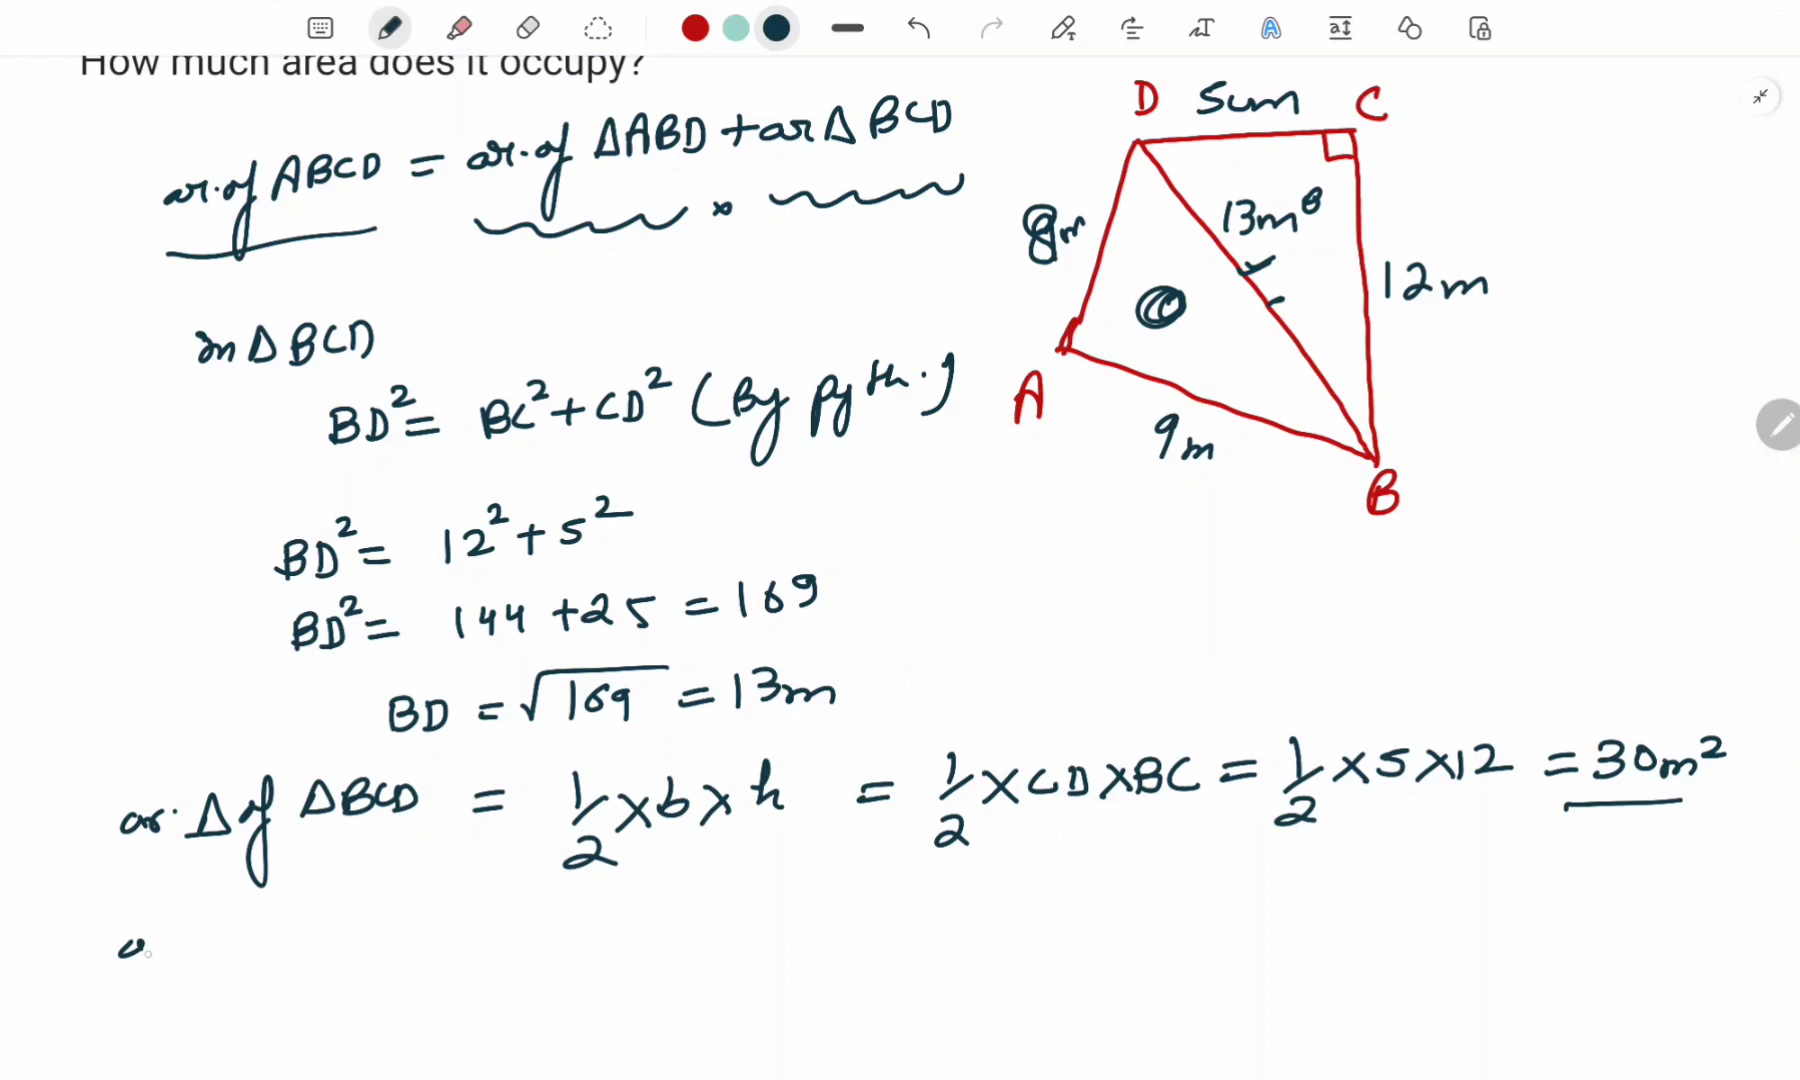 How much area does it occupy?
ar. of ABCD = ar. of ΔABD + ar Δ BCD
In Δ BCD
BD² = BC² + CD² (By pyth.)
BD² = 12² + 5²
BD² = 144 + 25 = 169
BD = √169 = 13m
ar. Δ of ΔBCD = 1/2 × b × h = 1/2 × CD × BC = 1/2 × 5 × 12 = 30m²
D 5m C
8m
13m
12m
A
9m
B